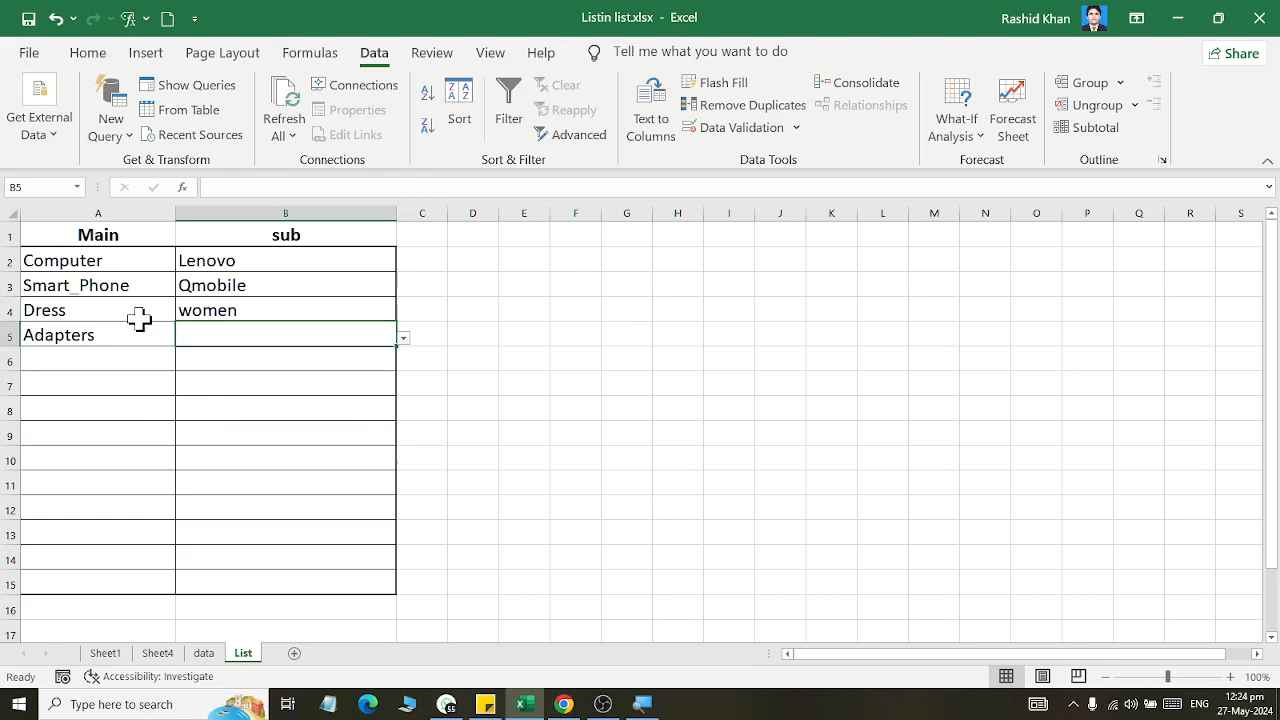 Listin list.xlsx - Excel
Rashid Khan
File Home Insert Page Layout Formulas Data Review View Help Tell me what you want to do Share
Get External Data
New Query
Show Queries
From Table
Recent Sources
Get & Transform
Refresh All
Connections
Properties
Edit Links
Connections
Sort
Filter
Clear
Reapply
Advanced
Sort & Filter
Text to Columns
Flash Fill
Remove Duplicates
Data Validation
Consolidate
Relationships
Data Tools
What-If Analysis
Forecast Sheet
Forecast
Group
Ungroup
Subtotal
Outline
B5 fx
A B C D E F G H I J K L M N O P Q R S
1 Main sub
2 Computer Lenovo
3 Smart_Phone Qmobile
4 Dress women
5 Adapters
6
7
8
9
10
11
12
13
14
15
16
17
Sheet1 Sheet4 data List
Ready Accessibility: Investigate 100%
Type here to search
ENG
12:24 pm
27-May-2024